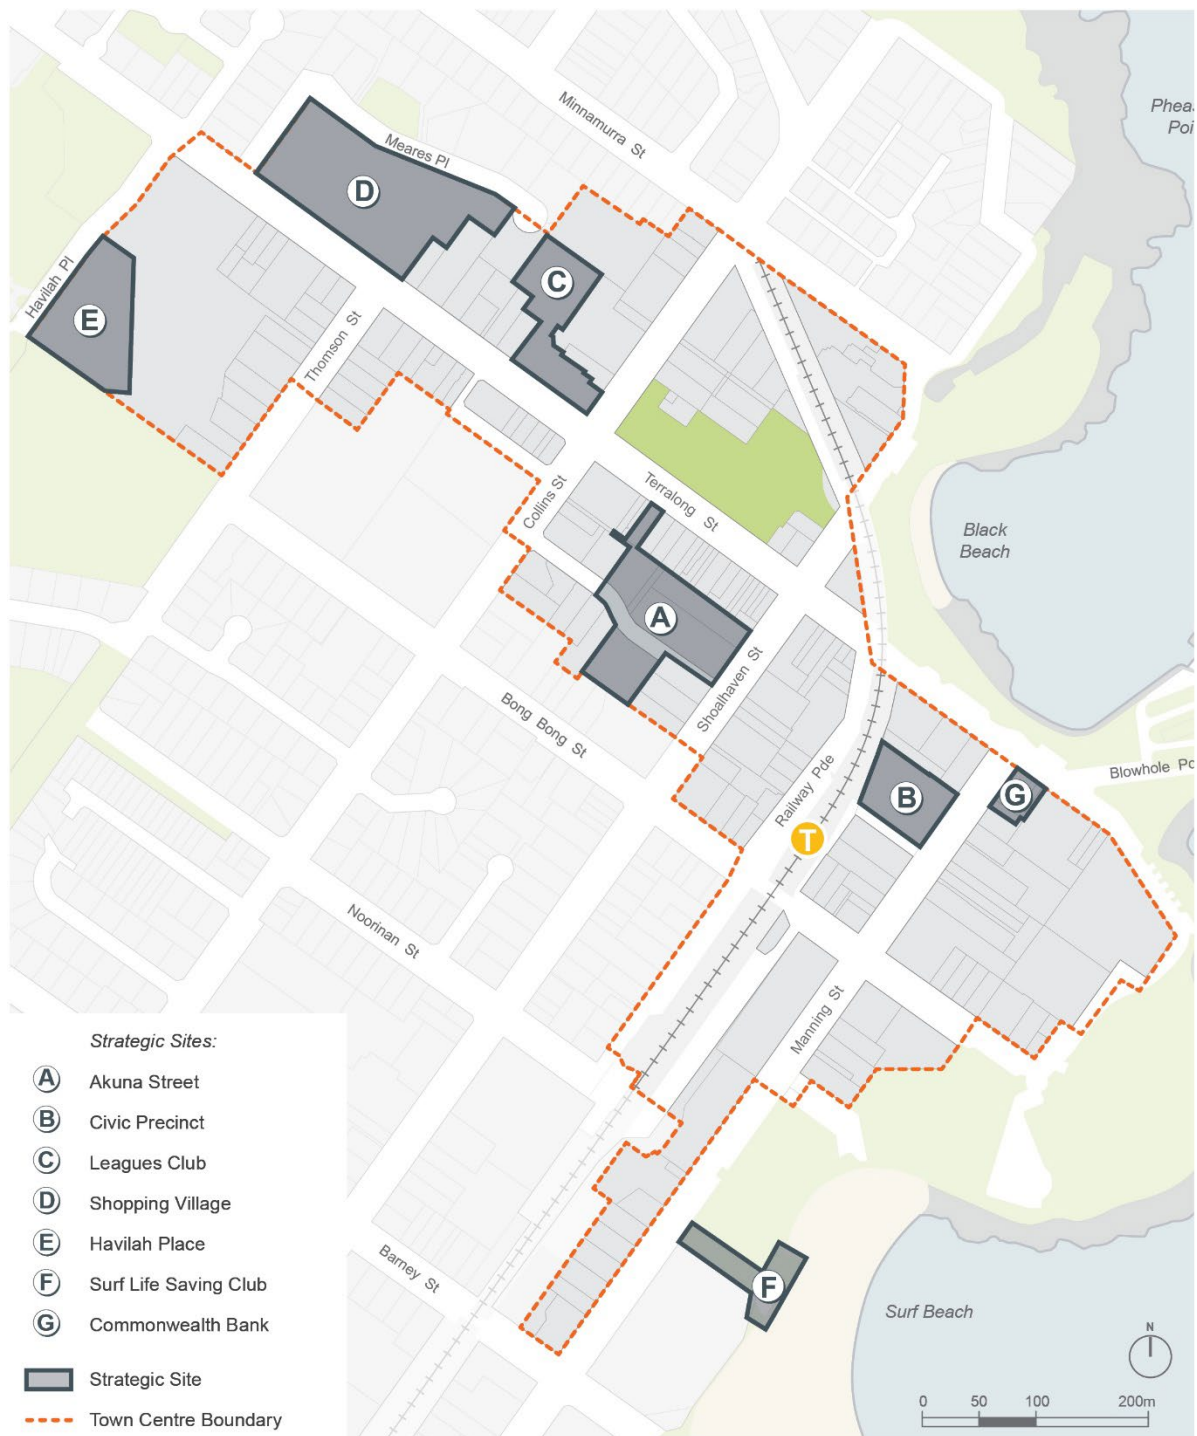 Minnamurra St
Pheas
Poi
Meares Pl
D
Havilah Pl
C
E
Thomson St
Terralong St
Collins St
Black
Beach
A
Shoalhaven St
Bong Bong St
Railway Pde
Blowhole Po
B
G
T
Noorinan St
Manning St
Barney St
F
Surf Beach
Strategic Sites:
A Akuna Street
B Civic Precinct
C Leagues Club
D Shopping Village
E Havilah Place
F Surf Life Saving Club
G Commonwealth Bank
Strategic Site
Town Centre Boundary
N
0 50 100 200m